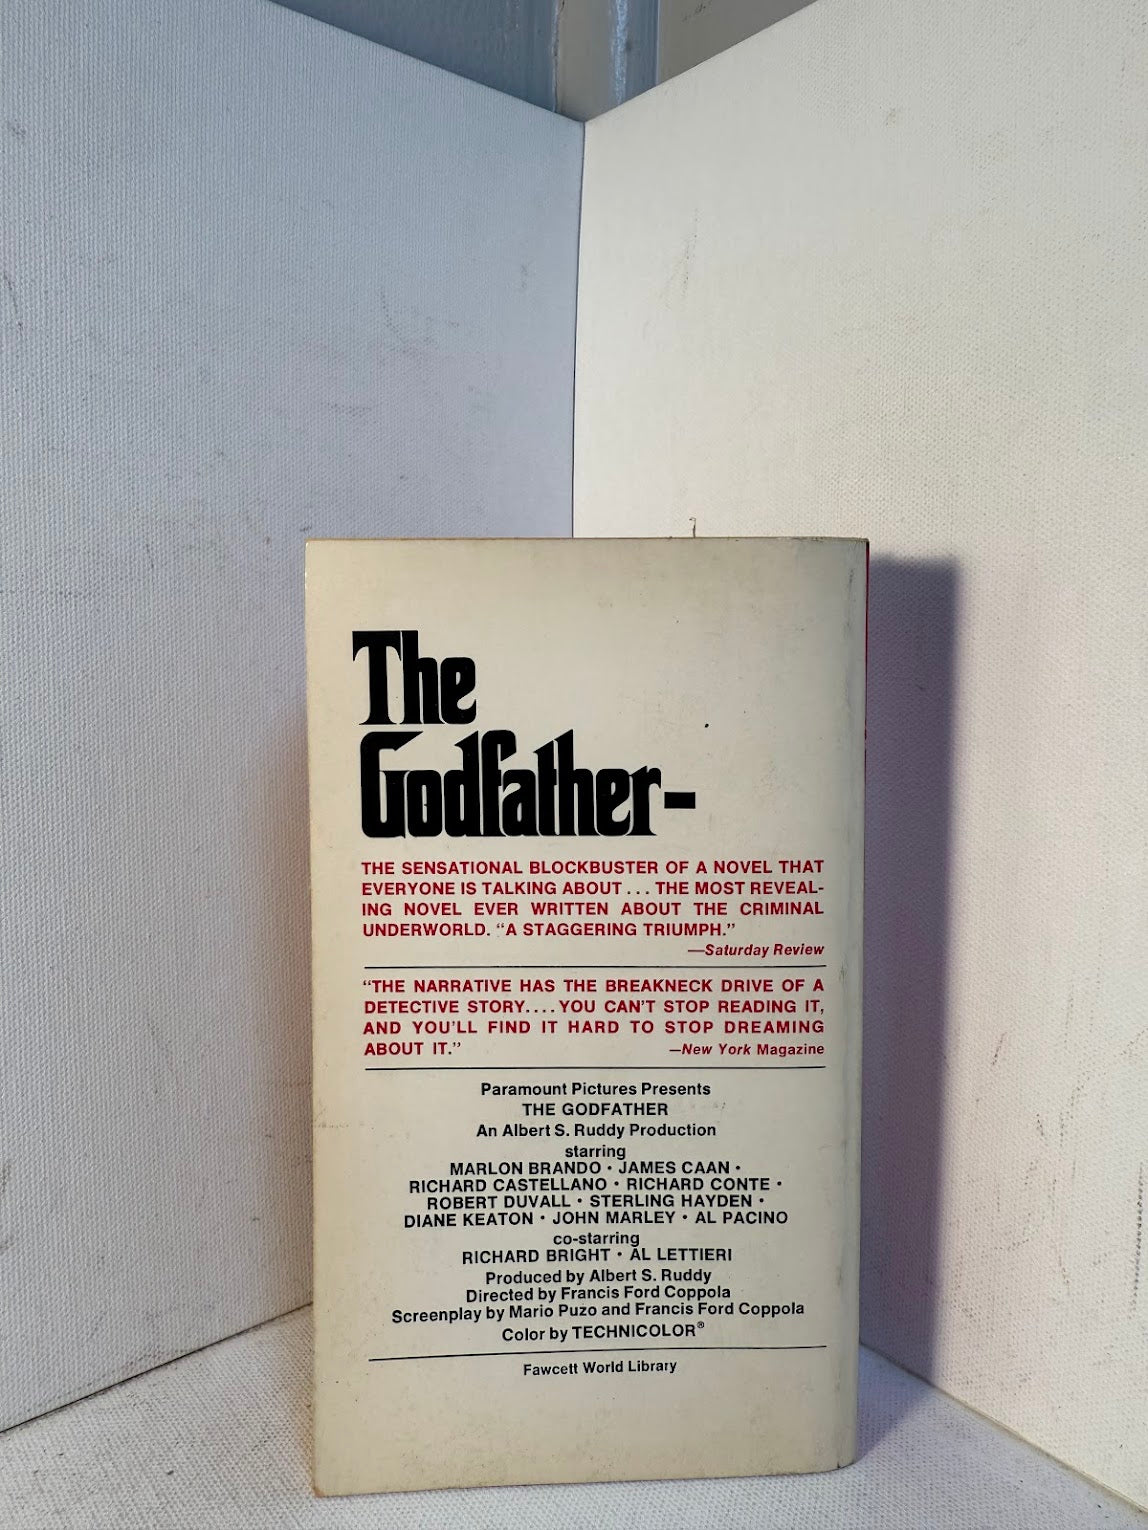 The
Godfather-
THE SENSATIONAL BLOCKBUSTER OF A NOVEL THAT
EVERYONE IS TALKING ABOUT . . . THE MOST REVEAL-
ING NOVEL EVER WRITTEN ABOUT THE CRIMINAL
UNDERWORLD. “A STAGGERING TRIUMPH.”
—Saturday Review
“THE NARRATIVE HAS THE BREAKNECK DRIVE OF A
DETECTIVE STORY. . . . YOU CAN’T STOP READING IT,
AND YOU’LL FIND IT HARD TO STOP DREAMING
ABOUT IT.” —New York Magazine
Paramount Pictures Presents
THE GODFATHER
An Albert S. Ruddy Production
starring
MARLON BRANDO • JAMES CAAN •
RICHARD CASTELLANO • RICHARD CONTE •
ROBERT DUVALL • STERLING HAYDEN •
DIANE KEATON • JOHN MARLEY • AL PACINO
co-starring
RICHARD BRIGHT • AL LETTIERI
Produced by Albert S. Ruddy
Directed by Francis Ford Coppola
Screenplay by Mario Puzo and Francis Ford Coppola
Color by TECHNICOLOR®
Fawcett World Library